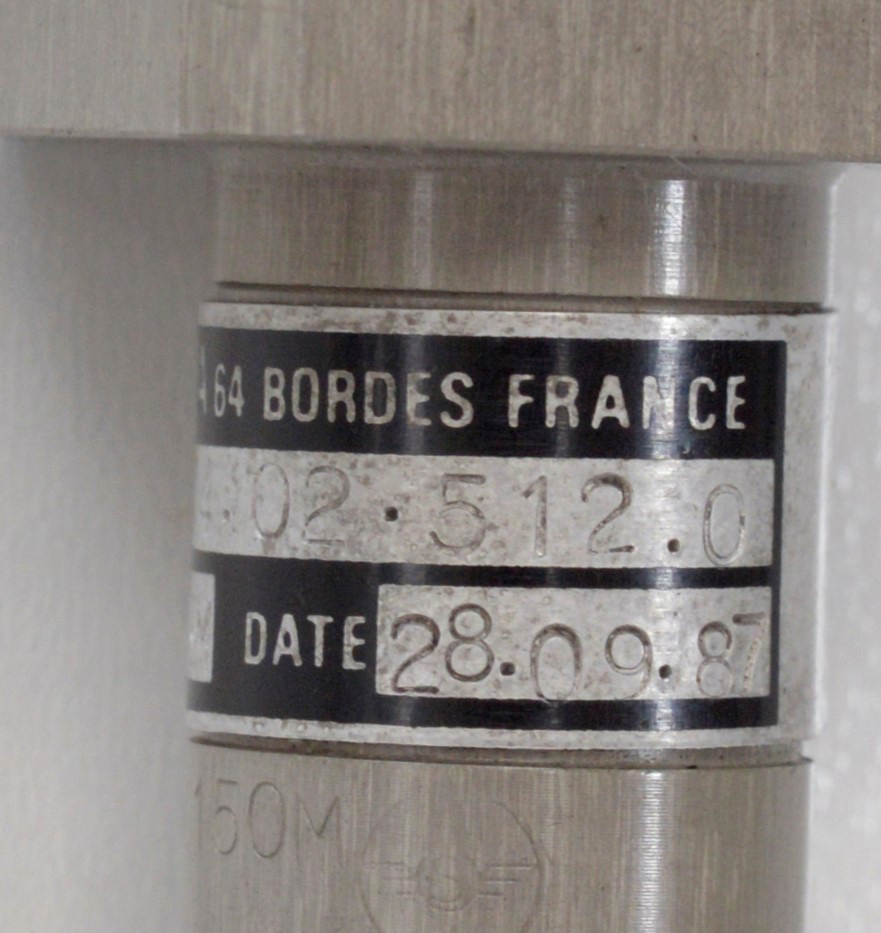 A 64 BORDES FRANCE
02.512.0
DATE 28.09.87
150M